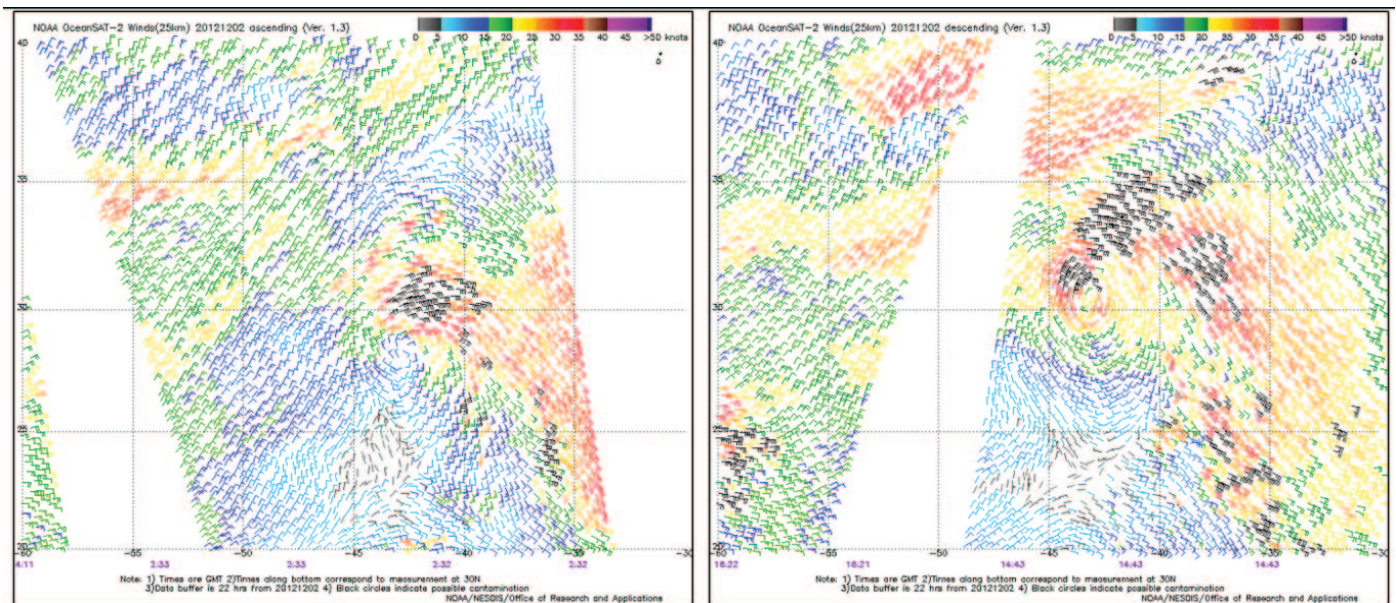 NOAA OceanSAT-2 Winds(25km) 20121202 ascending (Ver. 1.3)
0 5 10 15 20 25 30 35 40 45 >50 knots
40
35
30
25
20
-60 -55 -50 -45 -40 -35 -30
4:11 2:33 2:33 2:32 2:32
Note: 1) Times are GMT 2)Times along bottom correspond to measurement at 30N
3)Data buffer is 22 hrs from 20121202 4) Black circles indicate possible contamination
NOAA/NESDIS/Office of Research and Applications
NOAA OceanSAT-2 Winds(25km) 20121202 descending (Ver. 1.3)
0 5 10 15 20 25 30 35 40 45 >50 knots
40
35
30
25
20
-60 -55 -50 -45 -40 -35 -30
16:22 16:21 14:43 14:43 14:43
Note: 1) Times are GMT 2)Times along bottom correspond to measurement at 30N
3)Data buffer is 22 hrs from 20121202 4) Black circles indicate possible contamination
NOAA/NESDIS/Office of Research and Applications